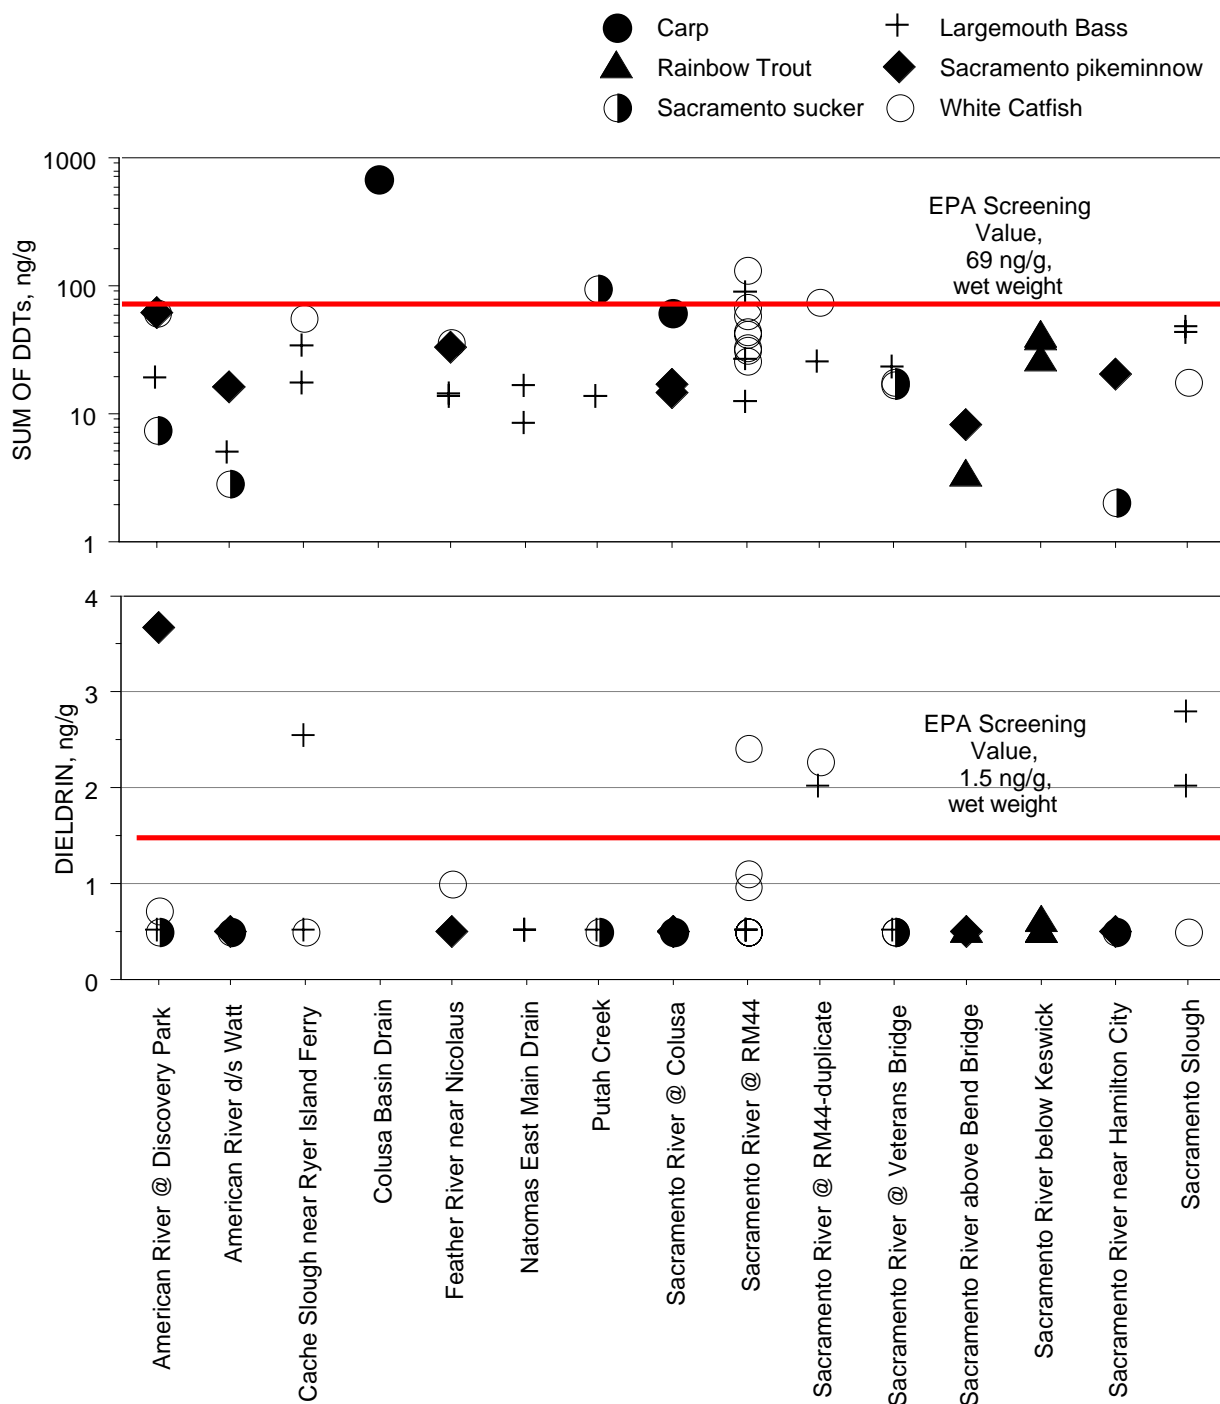 Carp
Rainbow Trout
Sacramento sucker
Largemouth Bass
Sacramento pikeminnow
White Catfish
SUM OF DDTs, ng/g
1000
100
10
1
EPA Screening
Value,
69 ng/g,
wet weight
DIELDRIN, ng/g
4
3
2
1
0
EPA Screening
Value,
1.5 ng/g,
wet weight
American River @ Discovery Park
American River d/s Watt
Cache Slough near Ryer Island Ferry
Colusa Basin Drain
Feather River near Nicolaus
Natomas East Main Drain
Putah Creek
Sacramento River @ Colusa
Sacramento River @ RM44
Sacramento River @ RM44-duplicate
Sacramento River @ Veterans Bridge
Sacramento River above Bend Bridge
Sacramento River below Keswick
Sacramento River near Hamilton City
Sacramento Slough